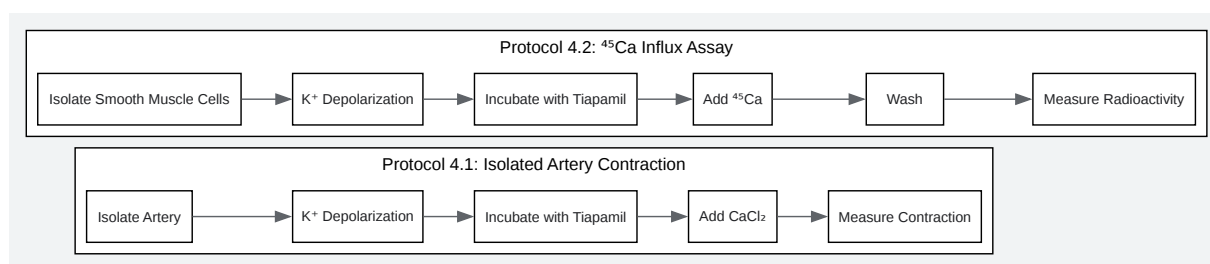 Protocol 4.2: ⁴⁵Ca Influx Assay
Isolate Smooth Muscle Cells
K⁺ Depolarization
Incubate with Tiapamil
Add ⁴⁵Ca
Wash
Measure Radioactivity
Protocol 4.1: Isolated Artery Contraction
Isolate Artery
K⁺ Depolarization
Incubate with Tiapamil
Add CaCl₂
Measure Contraction